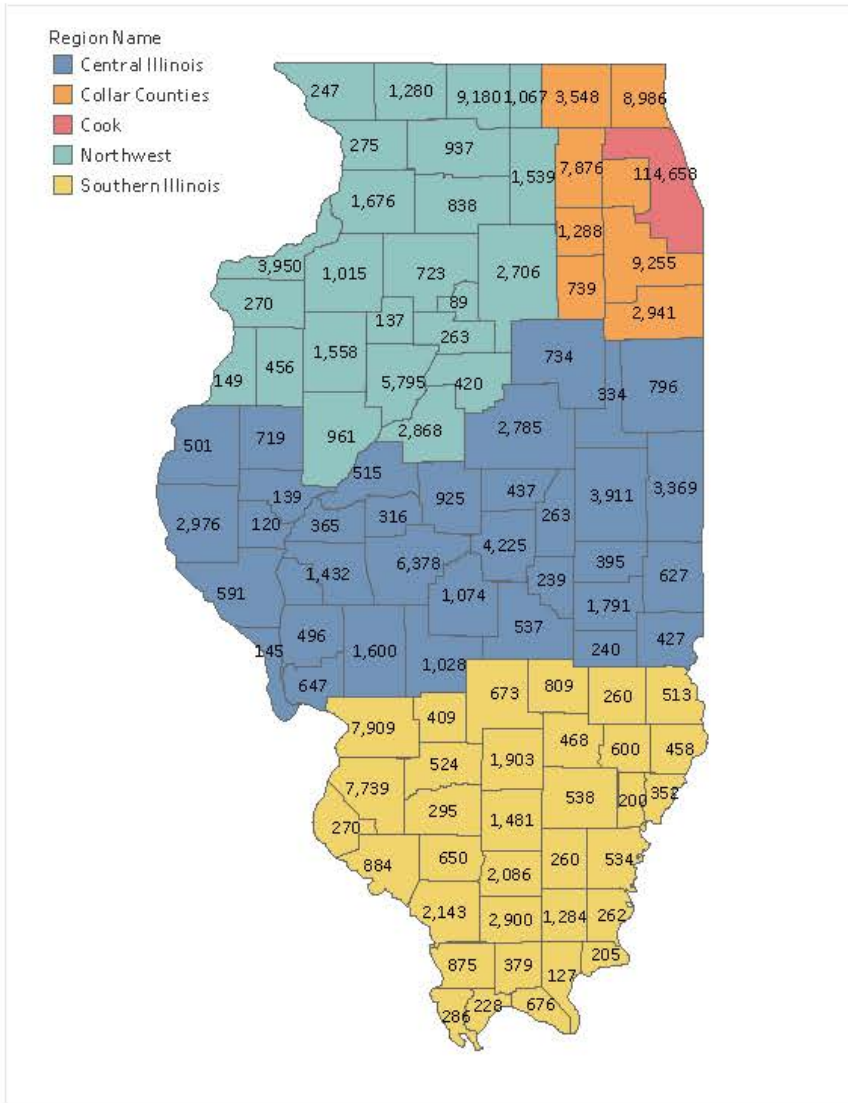 Region Name
Central Illinois
Collar Counties
Cook
Northwest
Southern Illinois
247 1,280 9,180 1,067 3,548 8,986
275 937 1,539 7,876 114,658
1,676 838
1,288
3,950 1,015 723 2,706 9,255
270 89 739
137 2,941
263
149 456 1,558 5,795 420 734 334 796
961 2,868 2,785
501 719
515
139 925 437 3,911 3,369
2,976 120 365 316 263
4,225
1,432 6,378 395 627
591 1,074 239 1,791
145 496 1,600 537 240 427
647 1,028
673 809 260 513
7,909 409
1,903 468 600 458
524
7,739 295 538 200 352
270 1,481
884 650 2,086 260 534
2,143 2,900 1,284 262
875 379 127 205
286 228 676